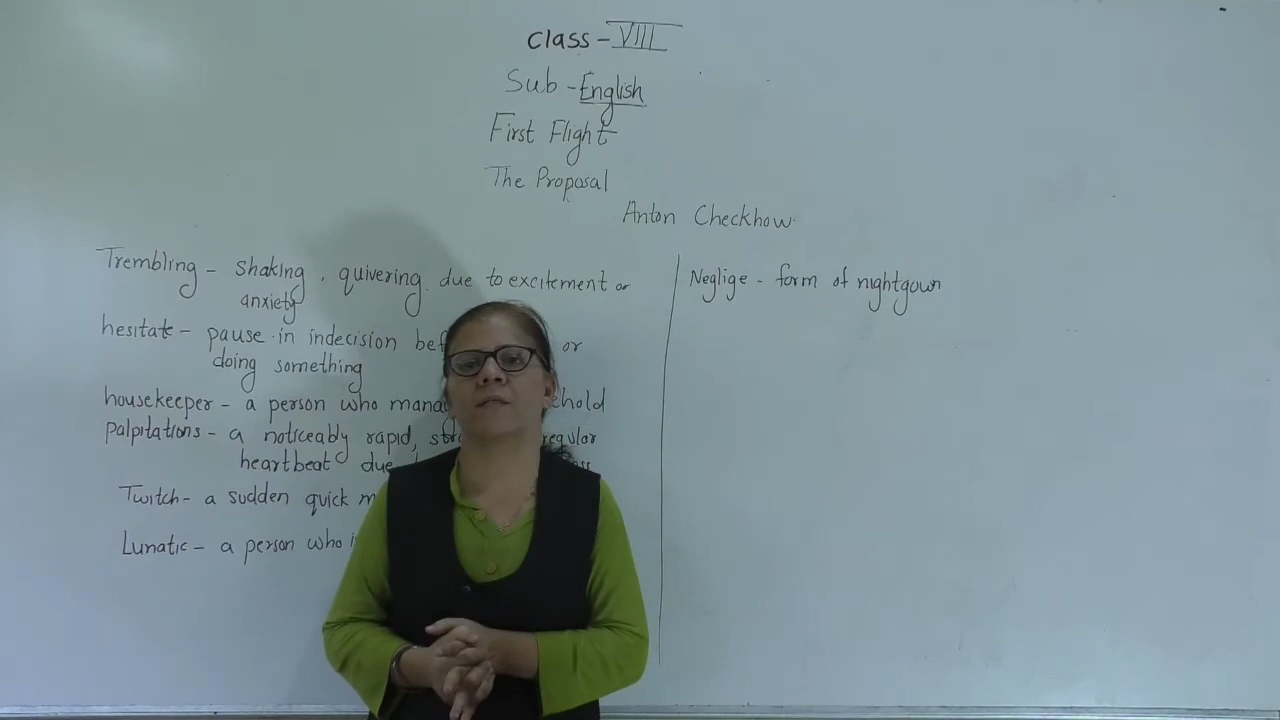 Class - VIII
Sub - English
First Flight
The Proposal
Anton Checkhow.
Trembling - shaking, quivering due to excitement or
anxiety
hesitate - pause in indecision or
doing something
housekeeper - a person who
palpitations - a noticeably rapid,
heartbeat
Twitch - a sudden quick
Lunatic - a person who
Neglige - form of nightgown